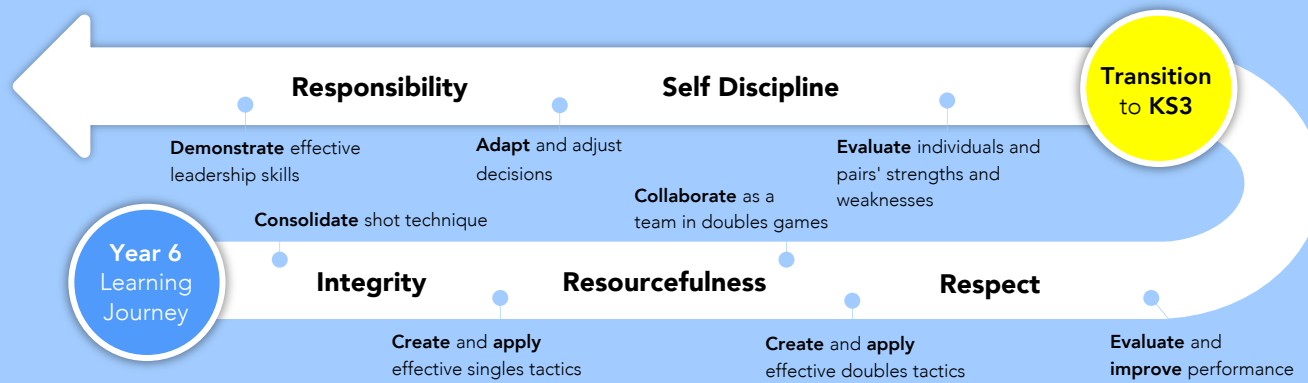 Responsibility
Self Discipline
Transition
to KS3
Demonstrate effective
leadership skills
Adapt and adjust
decisions
Evaluate individuals and
pairs' strengths and
weaknesses
Collaborate as a
team in doubles games
Consolidate shot technique
Year 6
Learning
Journey
Integrity
Resourcefulness
Respect
Create and apply
effective singles tactics
Create and apply
effective doubles tactics
Evaluate and
improve performance